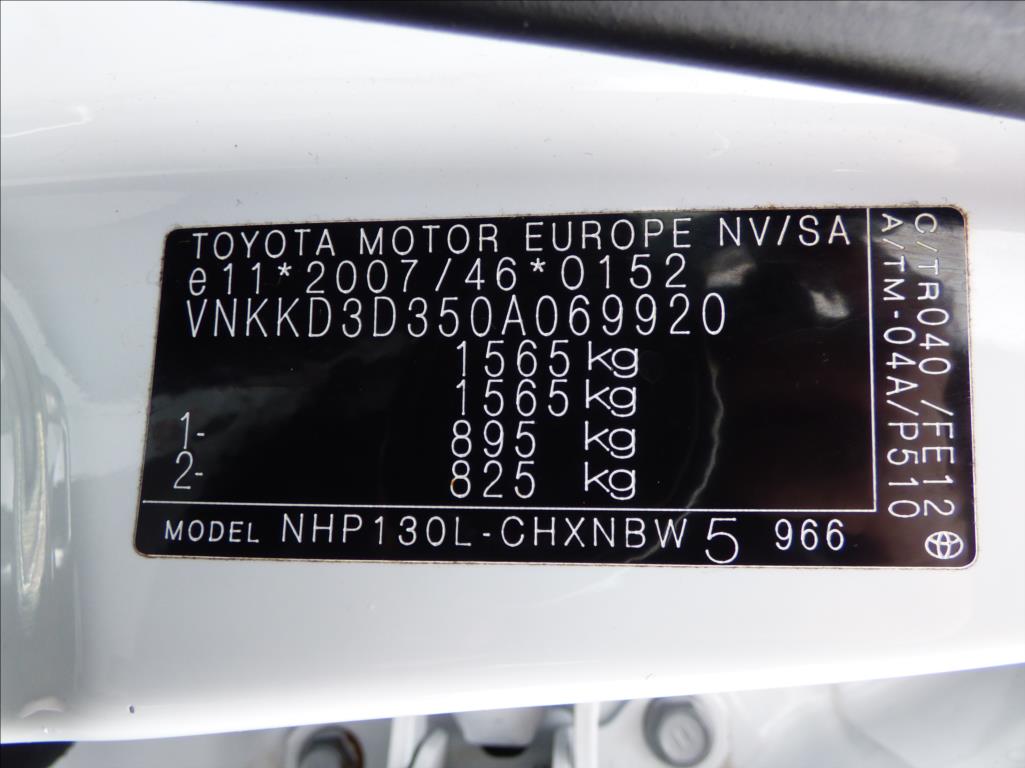 TOYOTA MOTOR EUROPE NV/SA
e11*2007/46*0152
VNKKD3D350A069920
1565 kg
1565 kg
1- 895 kg
2- 825 kg
MODEL NHP130L-CHXNBW 5 966
C/TR040 /FE12
A/TM-04A/P510